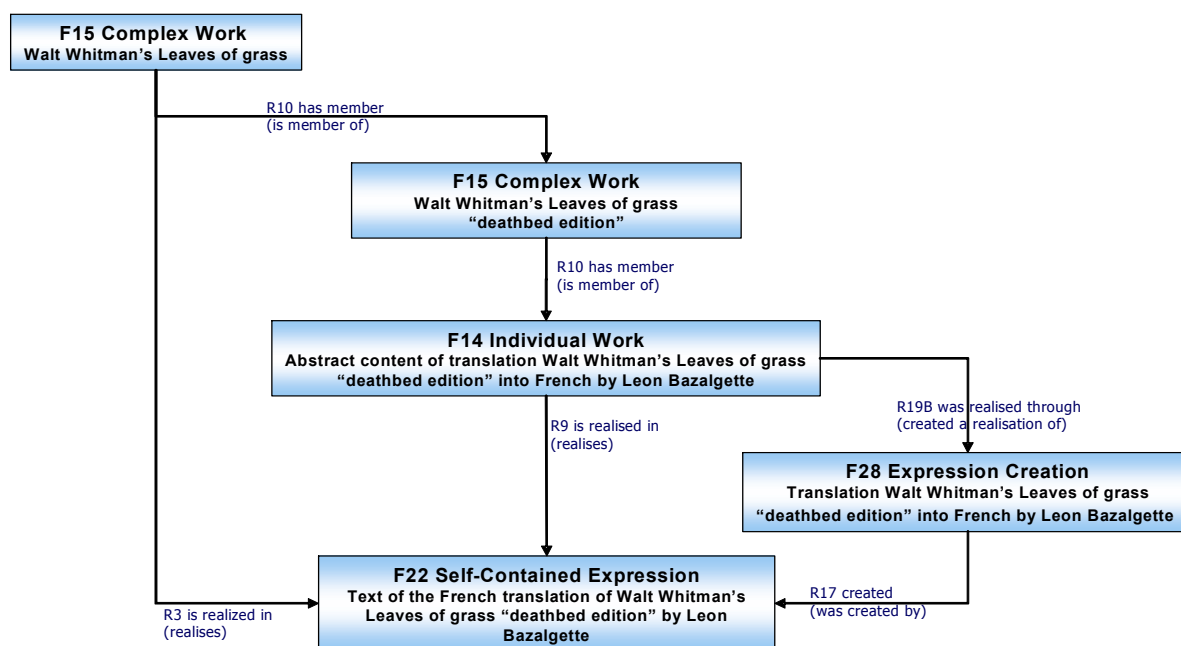 F15 Complex Work
Walt Whitman’s Leaves of grass
R10 has member
(is member of)
F15 Complex Work
Walt Whitman’s Leaves of grass
“deathbed edition”
R10 has member
(is member of)
F14 Individual Work
Abstract content of translation Walt Whitman’s Leaves of grass
“deathbed edition” into French by Leon Bazalgette
R19B was realised through
(created a realisation of)
R9 is realised in
(realises)
F28 Expression Creation
Translation Walt Whitman’s Leaves of grass
“deathbed edition” into French by Leon Bazalgette
F22 Self-Contained Expression
Text of the French translation of Walt Whitman’s
Leaves of grass “deathbed edition” by Leon
Bazalgette
R17 created
(was created by)
R3 is realized in
(realises)